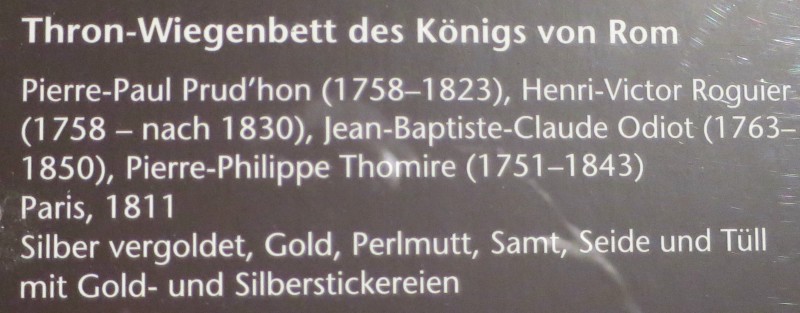 Thron-Wiegenbett des Königs von Rom
Pierre-Paul Prud'hon (1758–1823), Henri-Victor Roguier
(1758 – nach 1830), Jean-Baptiste-Claude Odiot (1763–
1850), Pierre-Philippe Thomire (1751–1843)
Paris, 1811
Silber vergoldet, Gold, Perlmutt, Samt, Seide und Tüll
mit Gold- und Silberstickereien